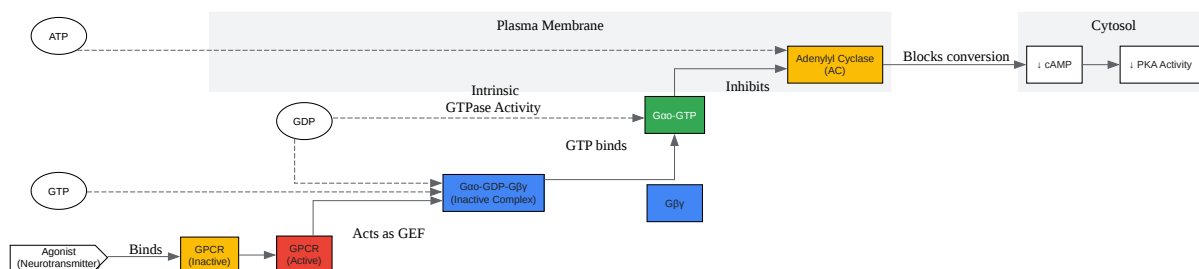 Plasma Membrane
Cytosol
ATP
Adenylyl Cyclase
(AC)
Blocks conversion
↓ cAMP
↓ PKA Activity
Inhibits
Intrinsic
GTPase Activity
GDP
Gαo-GTP
GTP binds
GTP
Gαo-GDP-Gβγ
(Inactive Complex)
Gβγ
Acts as GEF
Agonist
(Neurotransmitter)
Binds
GPCR
(Inactive)
GPCR
(Active)